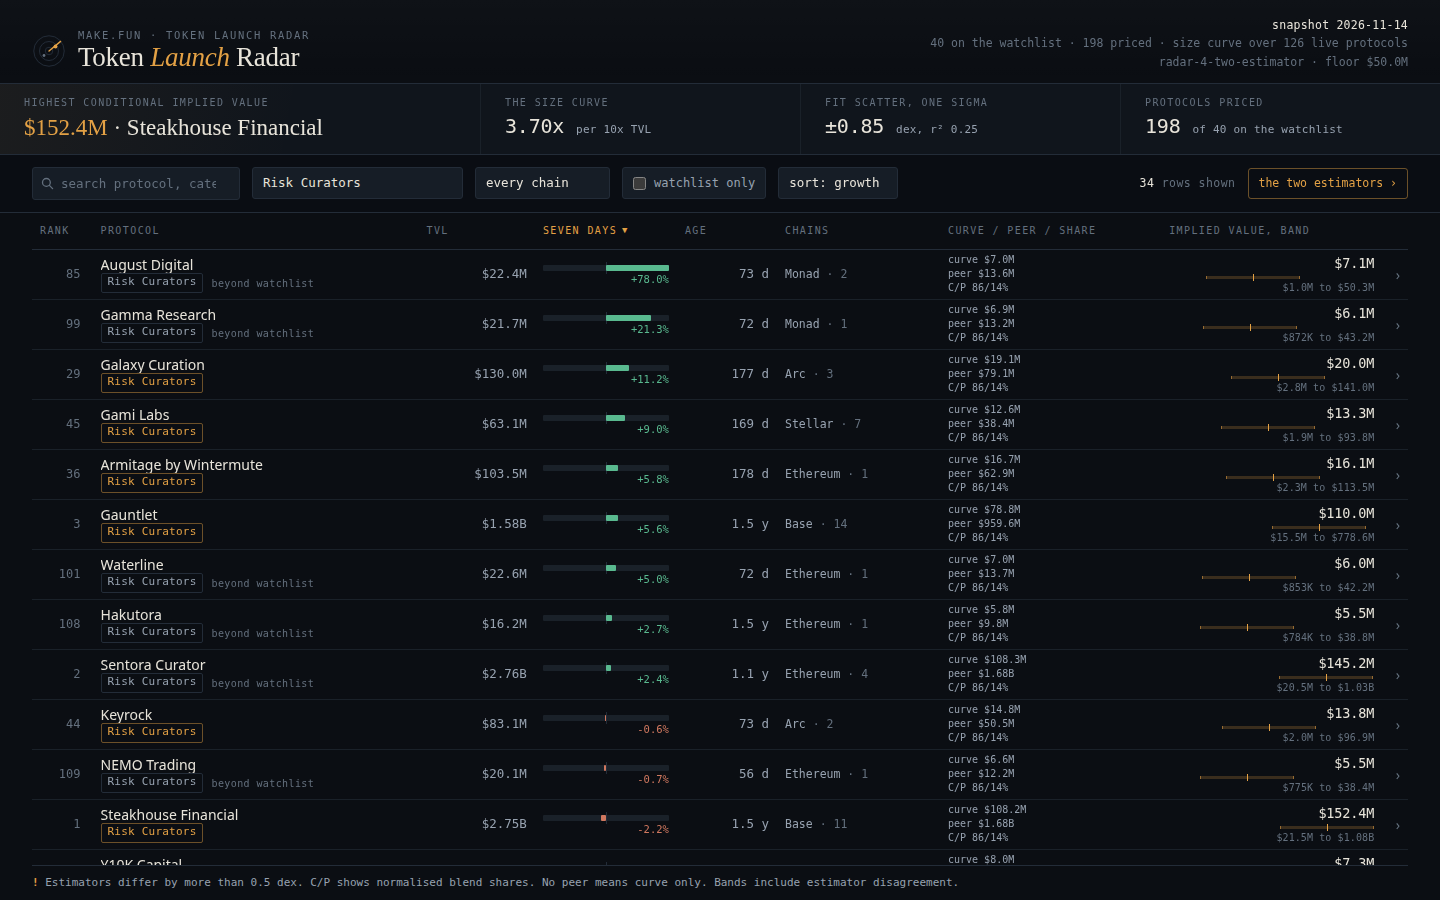 MAKE.FUN · TOKEN LAUNCH RADAR
Token Launch Radar
snapshot 2026-11-14
40 on the watchlist · 198 priced · size curve over 126 live protocols
radar-4-two-estimator · floor $50.0M
HIGHEST CONDITIONAL IMPLIED VALUE
$152.4M · Steakhouse Financial
THE SIZE CURVE
3.70x per 10x TVL
FIT SCATTER, ONE SIGMA
±0.85 dex, r² 0.25
PROTOCOLS PRICED
198 of 40 on the watchlist
search protocol, cate
Risk Curators
every chain
watchlist only
sort: growth
34 rows shown
the two estimators ›
RANK PROTOCOL TVL SEVEN DAYS ▼ AGE CHAINS CURVE / PEER / SHARE IMPLIED VALUE, BAND
85 August Digital Risk Curators beyond watchlist $22.4M +78.0% 73 d Monad · 2 curve $7.0M peer $13.6M C/P 86/14% $7.1M $1.0M to $50.3M ›
99 Gamma Research Risk Curators beyond watchlist $21.7M +21.3% 72 d Monad · 1 curve $6.9M peer $13.2M C/P 86/14% $6.1M $872K to $43.2M ›
29 Galaxy Curation Risk Curators $130.0M +11.2% 177 d Arc · 3 curve $19.1M peer $79.1M C/P 86/14% $20.0M $2.8M to $141.0M ›
45 Gami Labs Risk Curators $63.1M +9.0% 169 d Stellar · 7 curve $12.6M peer $38.4M C/P 86/14% $13.3M $1.9M to $93.8M ›
36 Armitage by Wintermute Risk Curators $103.5M +5.8% 178 d Ethereum · 1 curve $16.7M peer $62.9M C/P 86/14% $16.1M $2.3M to $113.5M ›
3 Gauntlet Risk Curators $1.58B +5.6% 1.5 y Base · 14 curve $78.8M peer $959.6M C/P 86/14% $110.0M $15.5M to $778.6M ›
101 Waterline Risk Curators beyond watchlist $22.6M +5.0% 72 d Ethereum · 1 curve $7.0M peer $13.7M C/P 86/14% $6.0M $853K to $42.2M ›
108 Hakutora Risk Curators beyond watchlist $16.2M +2.7% 1.5 y Ethereum · 1 curve $5.8M peer $9.8M C/P 86/14% $5.5M $784K to $38.8M ›
2 Sentora Curator Risk Curators beyond watchlist $2.76B +2.4% 1.1 y Ethereum · 4 curve $108.3M peer $1.68B C/P 86/14% $145.2M $20.5M to $1.03B ›
44 Keyrock Risk Curators $83.1M -0.6% 73 d Arc · 2 curve $14.8M peer $50.5M C/P 86/14% $13.8M $2.0M to $96.9M ›
109 NEMO Trading Risk Curators beyond watchlist $20.1M -0.7% 56 d Ethereum · 1 curve $6.6M peer $12.2M C/P 86/14% $5.5M $775K to $38.4M ›
1 Steakhouse Financial Risk Curators $2.75B -2.2% 1.5 y Base · 11 curve $108.2M peer $1.68B C/P 86/14% $152.4M $21.5M to $1.08B ›
Y10K Capital curve $8.0M $7.3M
! Estimators differ by more than 0.5 dex. C/P shows normalised blend shares. No peer means curve only. Bands include estimator disagreement.